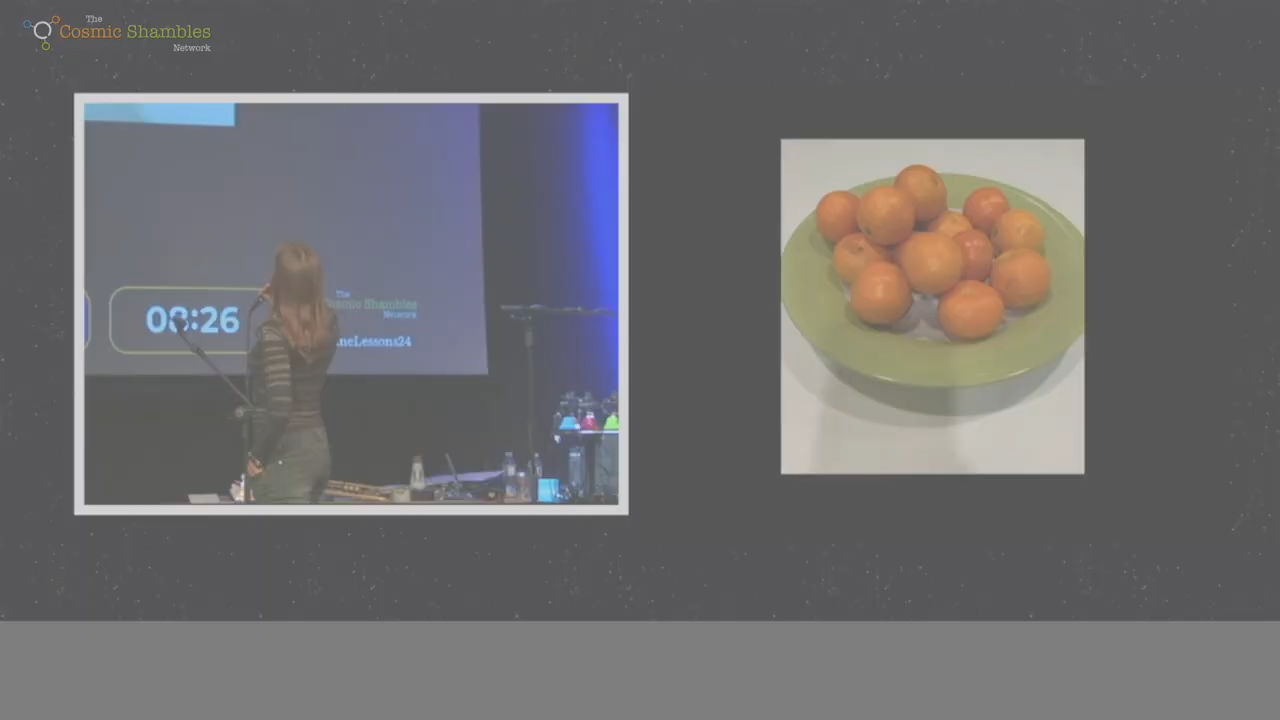 The
Cosmic Shambles
Network
08:26
The
Cosmic Shambles
Network
neLessons24